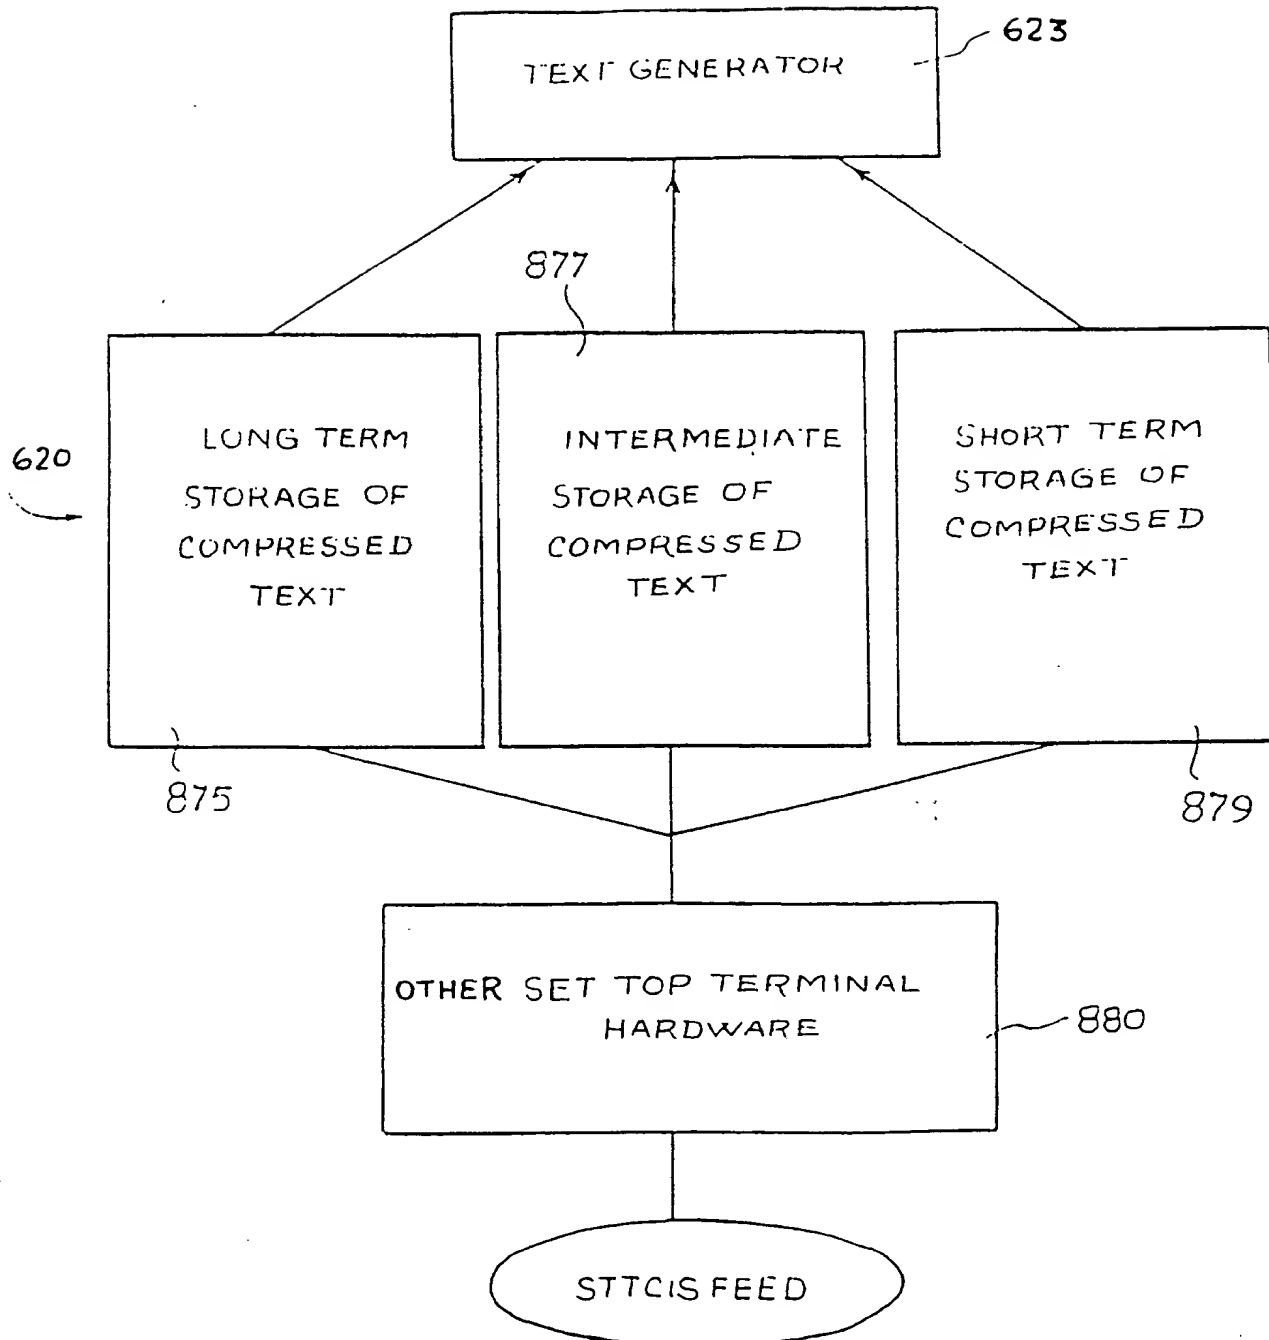 TEXT GENERATOR
623
877
620
LONG TERM
STORAGE OF
COMPRESSED
TEXT
INTERMEDIATE
STORAGE OF
COMPRESSED
TEXT
SHORT TERM
STORAGE OF
COMPRESSED
TEXT
875
879
OTHER SET TOP TERMINAL
HARDWARE
880
STTCIS FEED